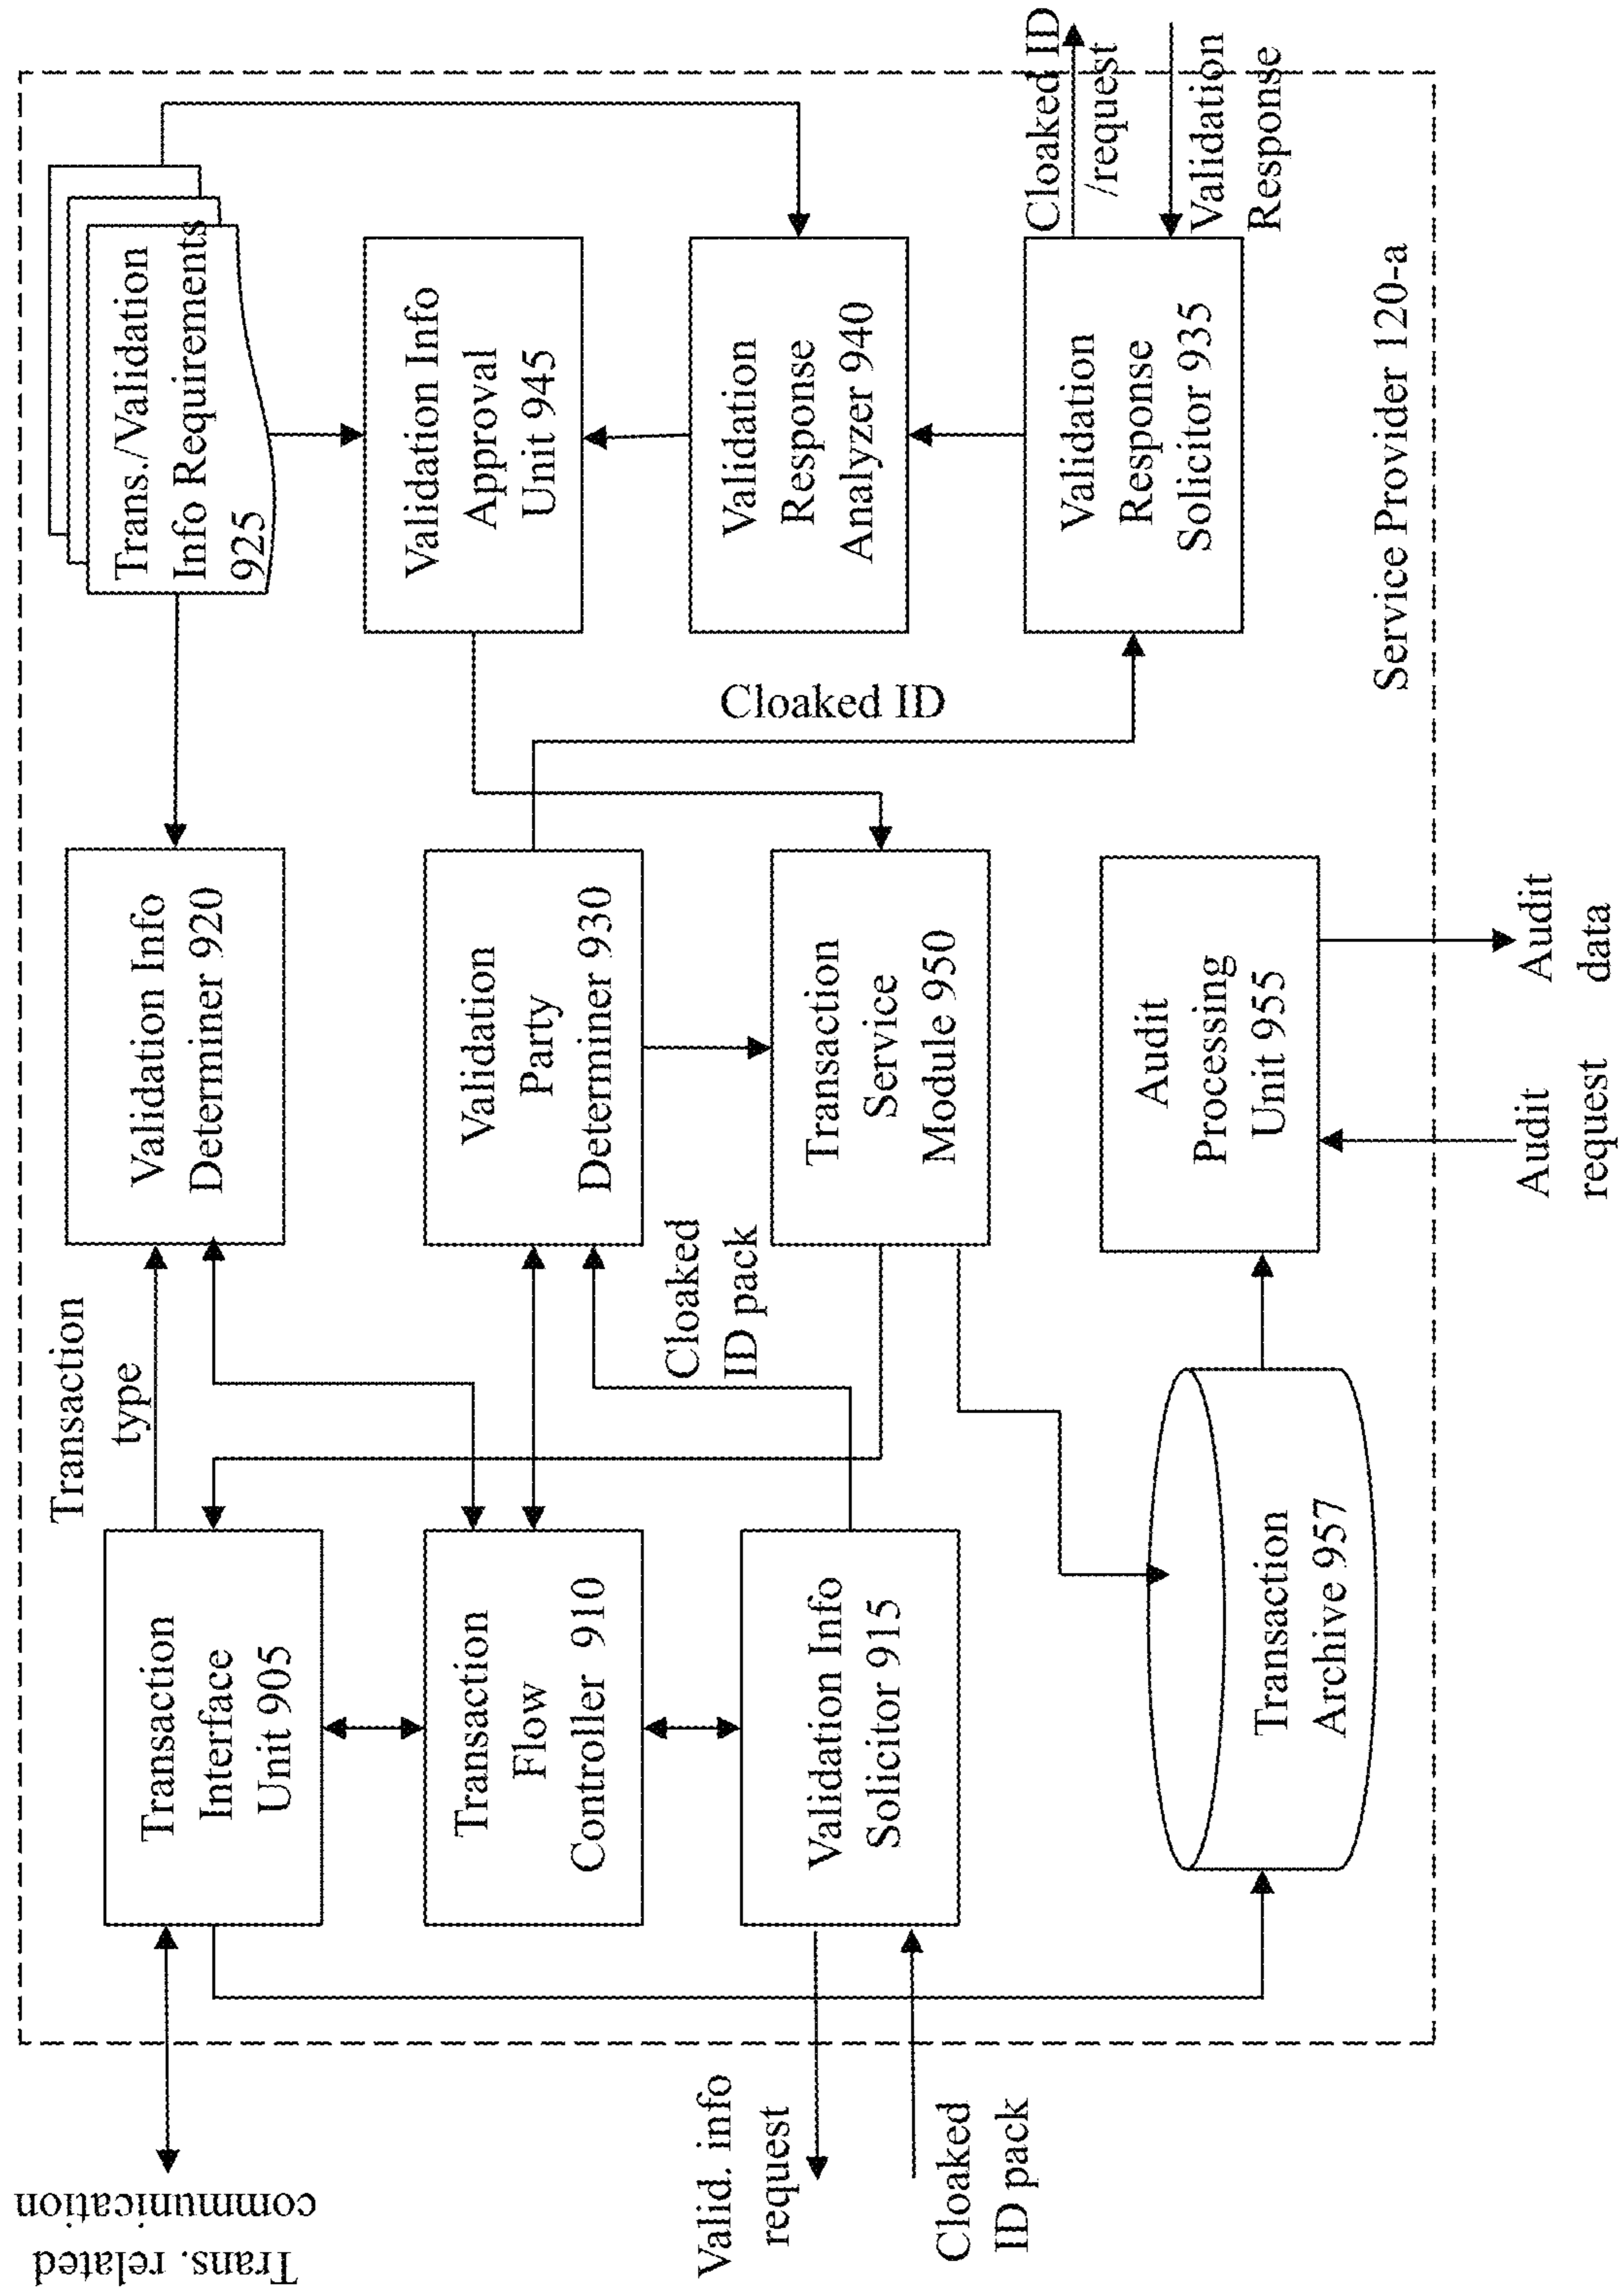 Trans. related
communication
Transaction
Interface
Unit 905
Transaction
type
Validation Info
Determiner 920
Trans./Validation
Info Requirements
925
Transaction
Flow
Controller 910
Validation
Party
Determiner 930
Validation Info
Approval
Unit 945
Valid. info
request
Cloaked
ID pack
Validation Info
Solicitor 915
Cloaked
ID pack
Transaction
Service
Module 950
Cloaked ID
Validation
Response
Analyzer 940
Transaction
Archive 957
Audit
Processing
Unit 955
Validation
Response
Solicitor 935
Cloaked ID
/request
Validation
Response
Service Provider 120-a
Audit
request
Audit
data